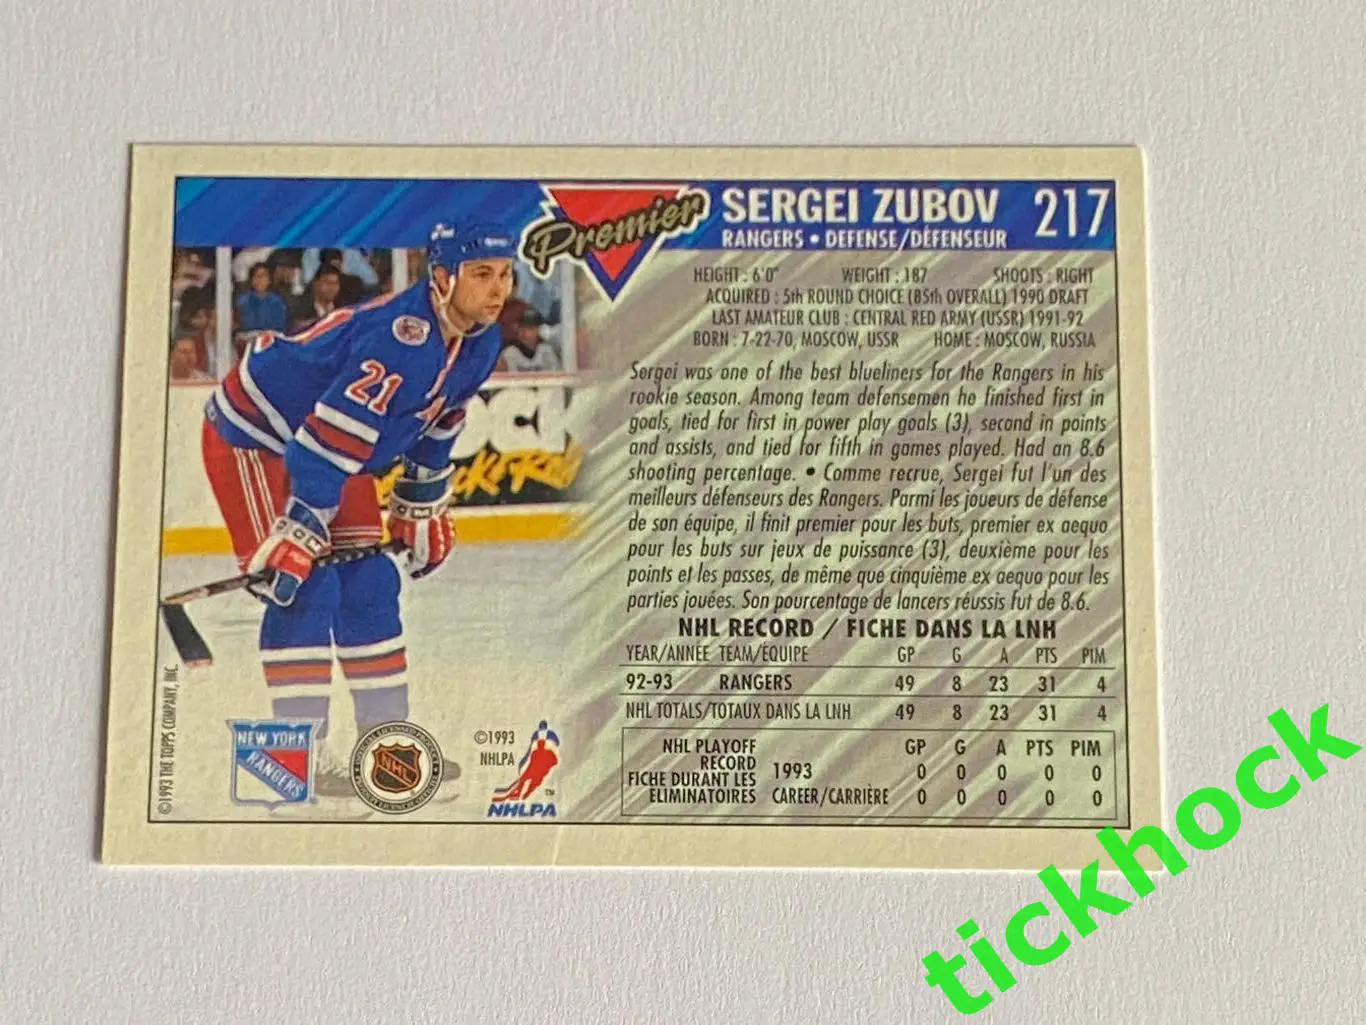 Premier
SERGEI ZUBOV
217
RANGERS • DEFENSE/DÉFENSEUR
HEIGHT : 6'0" WEIGHT : 187 SHOOTS : RIGHT
ACQUIRED : 5th ROUND CHOICE (85th OVERALL) 1990 DRAFT
LAST AMATEUR CLUB : CENTRAL RED ARMY (USSR) 1991-92
BORN : 7-22-70, MOSCOW, USSR HOME : MOSCOW, RUSSIA
Sergei was one of the best blueliners for the Rangers in his
rookie season. Among team defensemen he finished first in
goals, tied for first in power play goals (3), second in points
and assists, and tied for fifth in games played. Had an 8.6
shooting percentage. • Comme recrue, Sergei fut l'un des
meilleurs défenseurs des Rangers. Parmi les joueurs de défense
de son équipe, il finit premier pour les buts, premier ex aequo
pour les buts sur jeux de puissance (3), deuxième pour les
points et les passes, de même que cinquième ex aequo pour les
parties jouées. Son pourcentage de lancers réussis fut de 8.6.
NHL RECORD / FICHE DANS LA LNH
YEAR/ANNÉE TEAM/ÉQUIPE GP G A PTS PIM
92-93 RANGERS 49 8 23 31 4
NHL TOTALS/TOTAUX DANS LA LNH 49 8 23 31 4
NHL PLAYOFF GP G A PTS PIM
RECORD
FICHE DURANT LES 1993 0 0 0 0 0
ÉLIMINATOIRES CAREER/CARRIÈRE 0 0 0 0 0
21
©1993 THE TOPPS COMPANY, INC.
NEW YORK
RANGERS
NHL
©1993
NHLPA
NHLPA
TM
tickhock